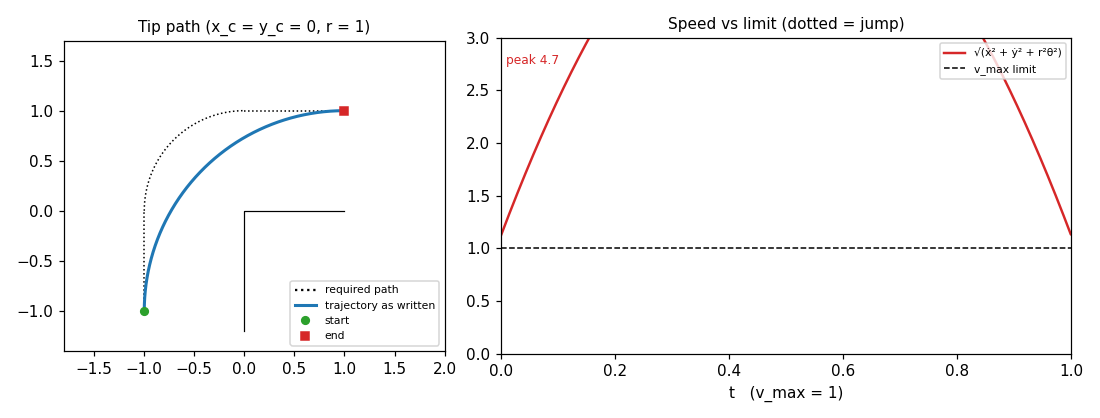 Tip path (x_c = y_c = 0, r = 1)
1.5
1.0
0.5
0.0
−0.5
−1.0
−1.5 −1.0 −0.5 0.0 0.5 1.0 1.5 2.0
required path
trajectory as written
start
end
Speed vs limit (dotted = jump)
3.0
2.5
2.0
1.5
1.0
0.5
0.0
0.0 0.2 0.4 0.6 0.8 1.0
t (v_max = 1)
peak 4.7
√(ẋ² + ẏ² + r²θ̇²)
v_max limit